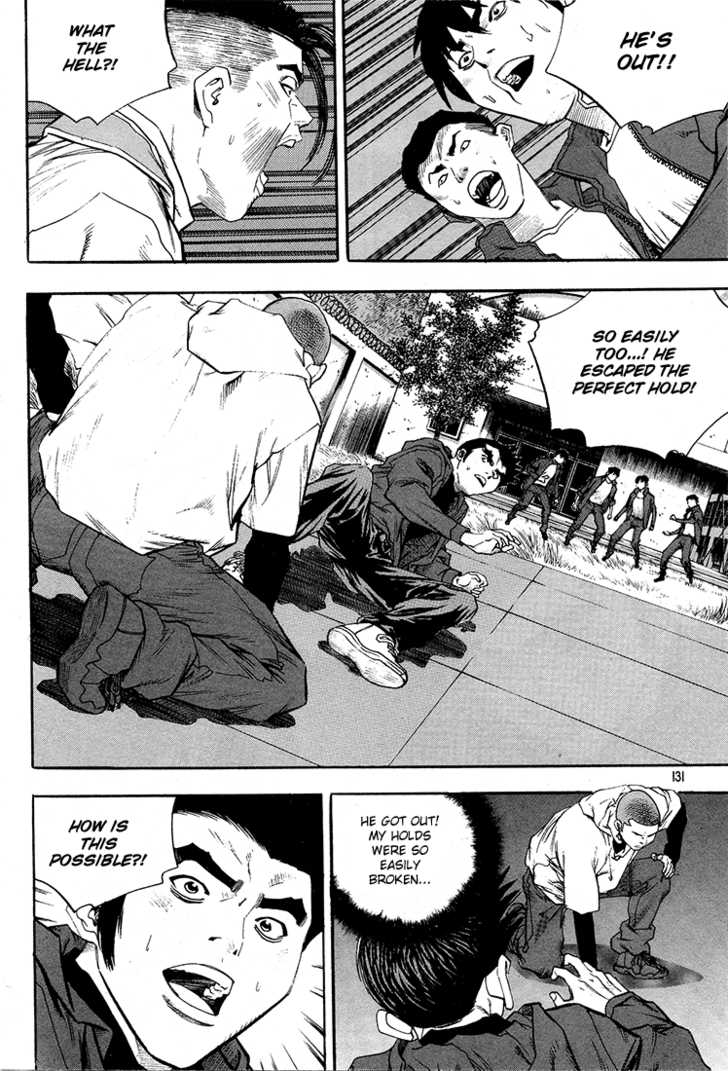 WHAT
THE
HELL?!
HE'S
OUT!!
SO EASILY
TOO...! HE
ESCAPED THE
PERFECT HOLD!
131
HOW IS
THIS
POSSIBLE?!
HE GOT OUT!
MY HOLDS
WERE SO
EASILY
BROKEN...